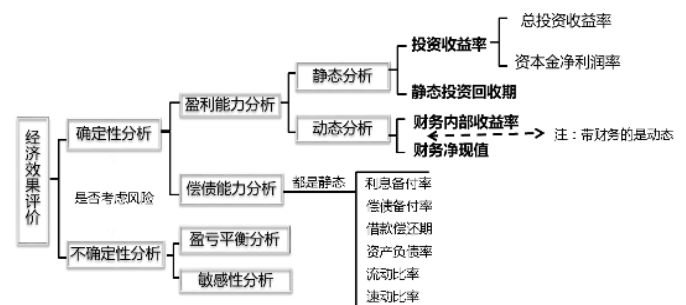 经济效果评价
确定性分析
是否考虑风险
不确定性分析
盈利能力分析
偿债能力分析
盈亏平衡分析
敏感性分析
静态分析
动态分析
都是静态
投资收益率
静态投资回收期
财务内部收益率
财务净现值
总投资收益率
资本金净利润率
注：带财务的是动态
利息备付率
偿债备付率
借款偿还期
资产负债率
流动比率
速动比率